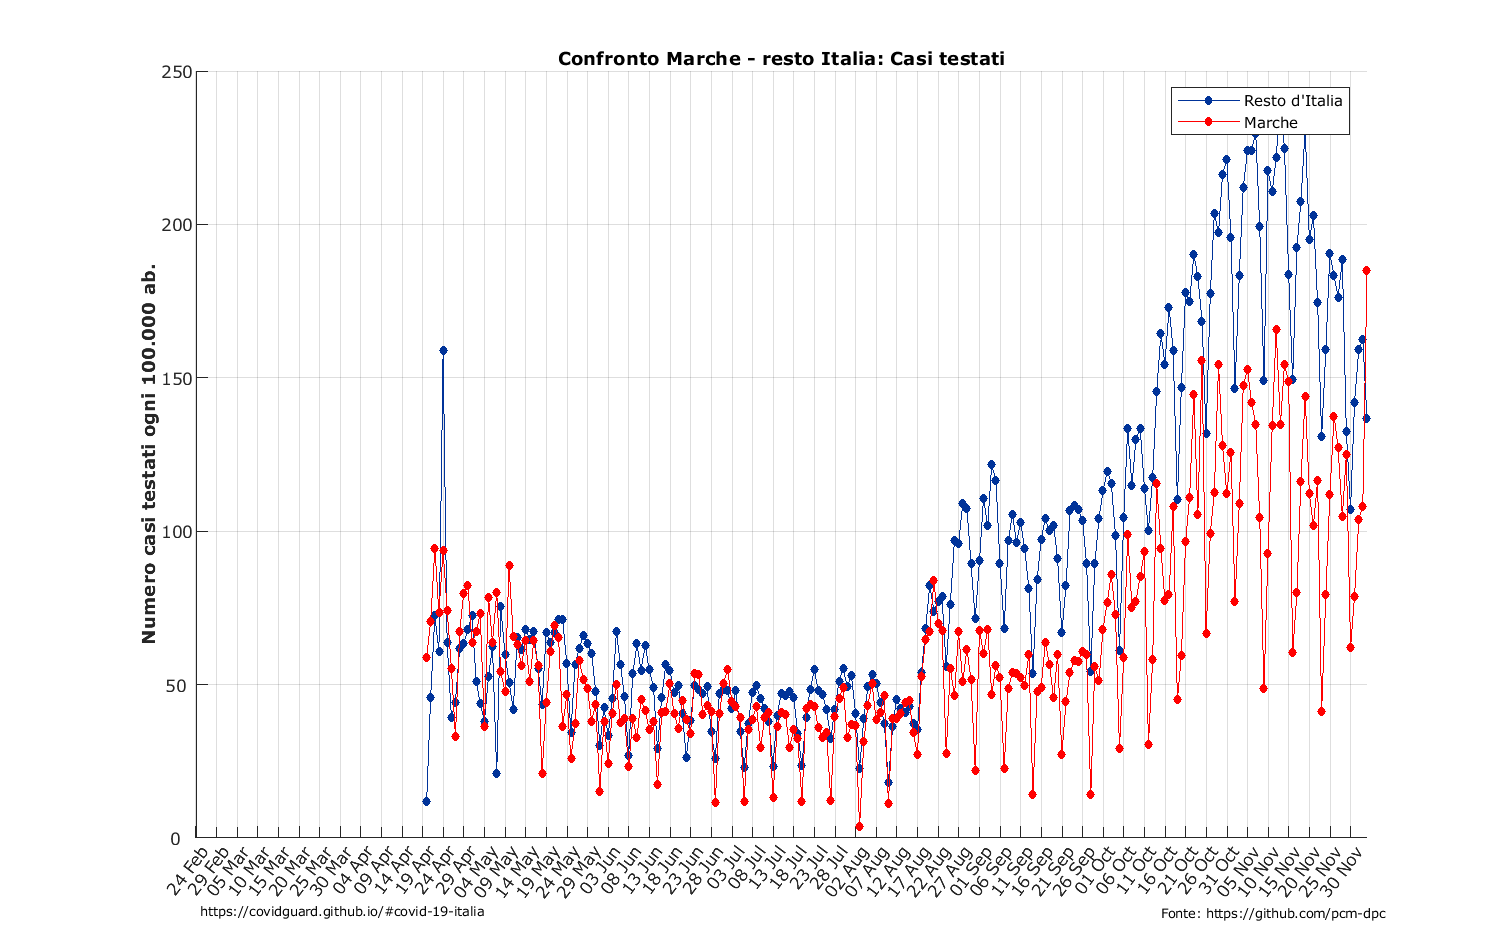 Confronto Marche - resto Italia: Casi testati
Resto d'Italia
Marche
Numero casi testati ogni 100.000 ab.
250
200
150
100
50
0
24 Feb
29 Feb
05 Mar
10 Mar
15 Mar
20 Mar
25 Mar
30 Mar
04 Apr
09 Apr
14 Apr
19 Apr
24 Apr
29 Apr
04 May
09 May
14 May
19 May
24 May
29 May
03 Jun
08 Jun
13 Jun
18 Jun
23 Jun
28 Jun
03 Jul
08 Jul
13 Jul
18 Jul
23 Jul
28 Jul
02 Aug
07 Aug
12 Aug
17 Aug
22 Aug
27 Aug
01 Sep
06 Sep
11 Sep
16 Sep
21 Sep
26 Sep
01 Oct
06 Oct
11 Oct
16 Oct
21 Oct
26 Oct
31 Oct
05 Nov
10 Nov
15 Nov
20 Nov
25 Nov
30 Nov
https://covidguard.github.io/#covid-19-italia
Fonte: https://github.com/pcm-dpc